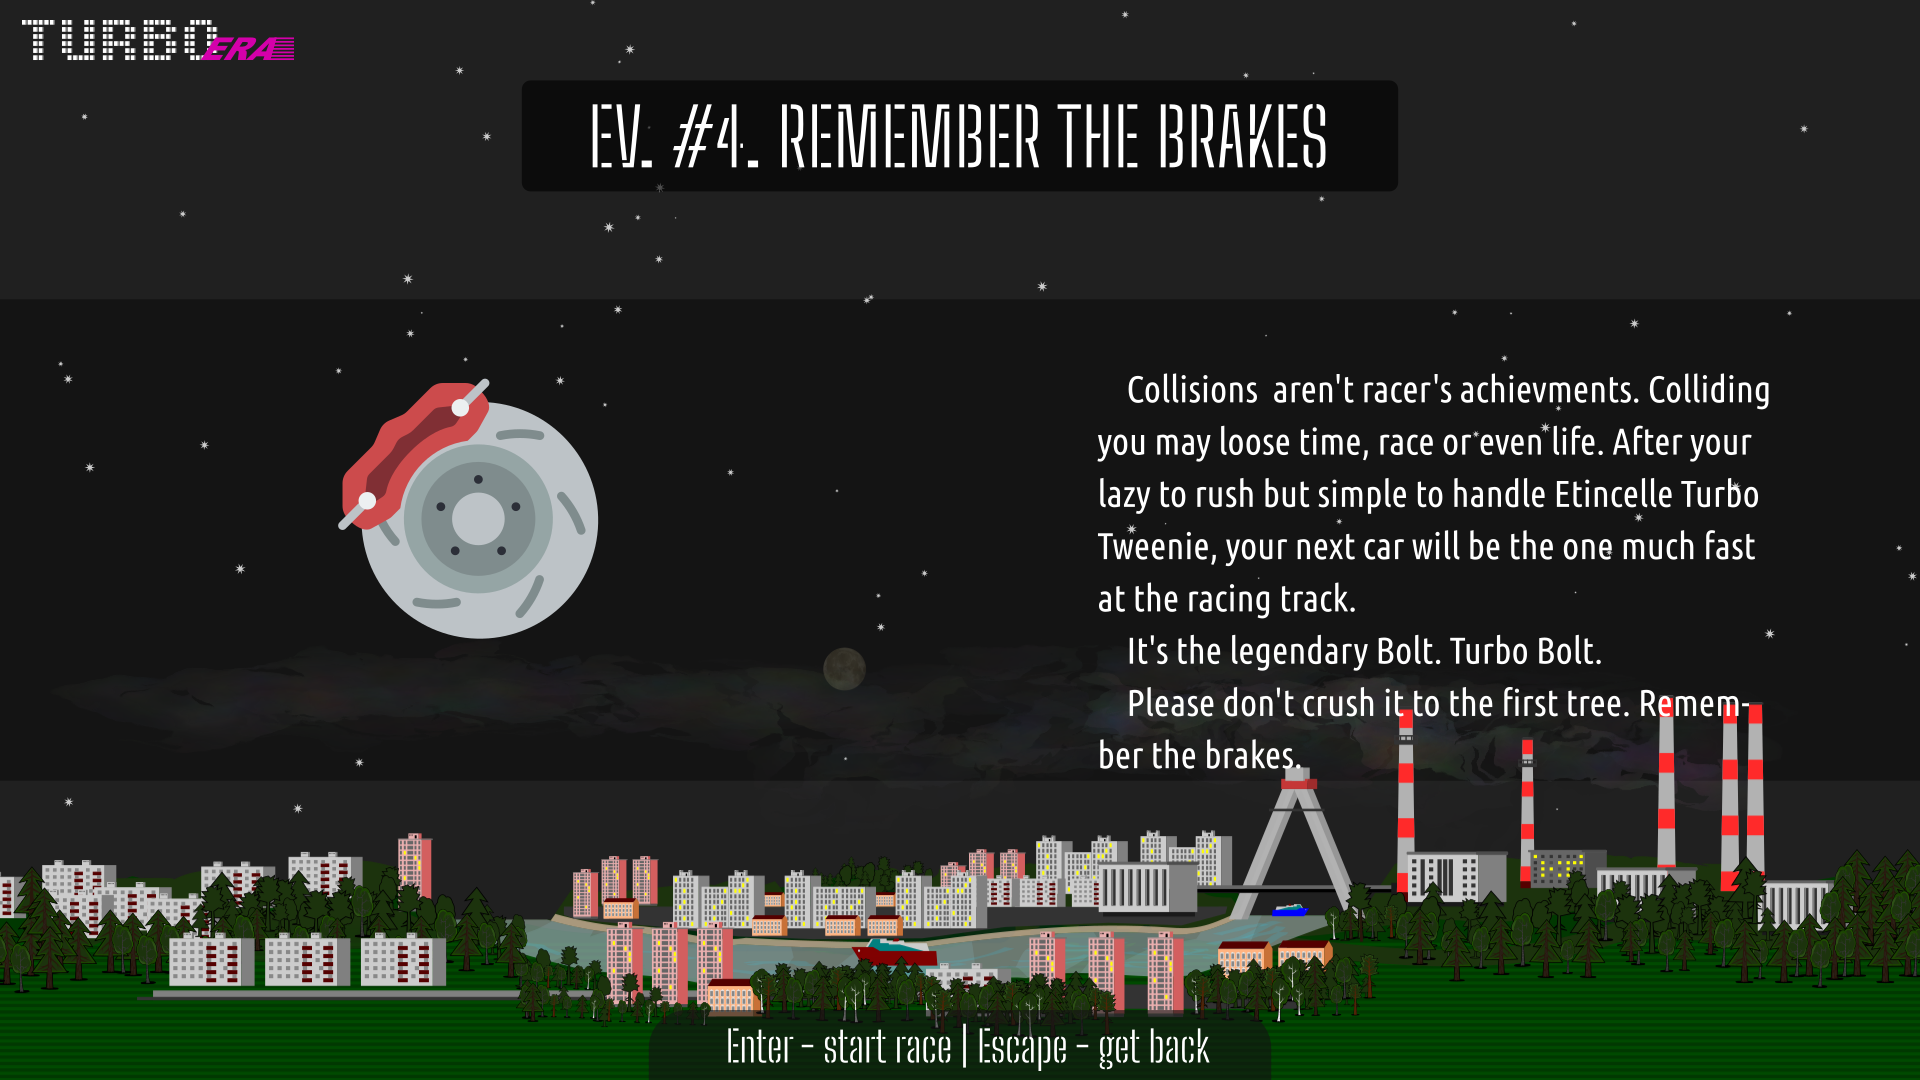 TURBO ERA
EV. #4. REMEMBER THE BRAKES
Collisions aren't racer's achievments. Colliding
you may loose time, race or even life. After your
lazy to rush but simple to handle Etincelle Turbo
Tweenie, your next car will be the one much fast
at the racing track.
It's the legendary Bolt. Turbo Bolt.
Please don't crush it to the first tree. Remem-
ber the brakes.
Enter - start race | Escape - get back